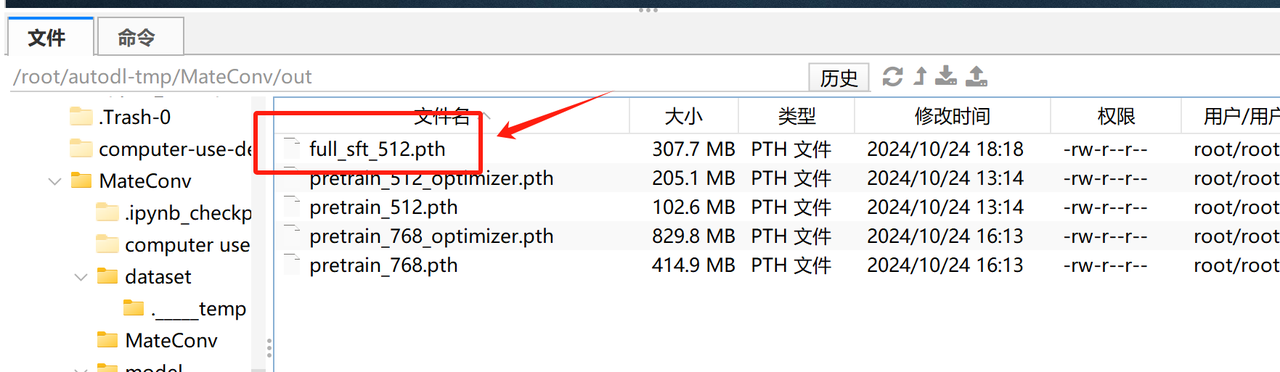 文件 命令
/root/autodl-tmp/MateConv/out 历史
文件名 大小 类型 修改时间 权限 用户/用户
.Trash-0
computer-use-de
MateConv
.ipynb_checkp
computer use
dataset
._____temp
MateConv
model
full_sft_512.pth 307.7 MB PTH 文件 2024/10/24 18:18 -rw-r--r-- root/root
pretrain_512_optimizer.pth 205.1 MB PTH 文件 2024/10/24 13:14 -rw-r--r-- root/root
pretrain_512.pth 102.6 MB PTH 文件 2024/10/24 13:14 -rw-r--r-- root/root
pretrain_768_optimizer.pth 829.8 MB PTH 文件 2024/10/24 16:13 -rw-r--r-- root/root
pretrain_768.pth 414.9 MB PTH 文件 2024/10/24 16:13 -rw-r--r-- root/root